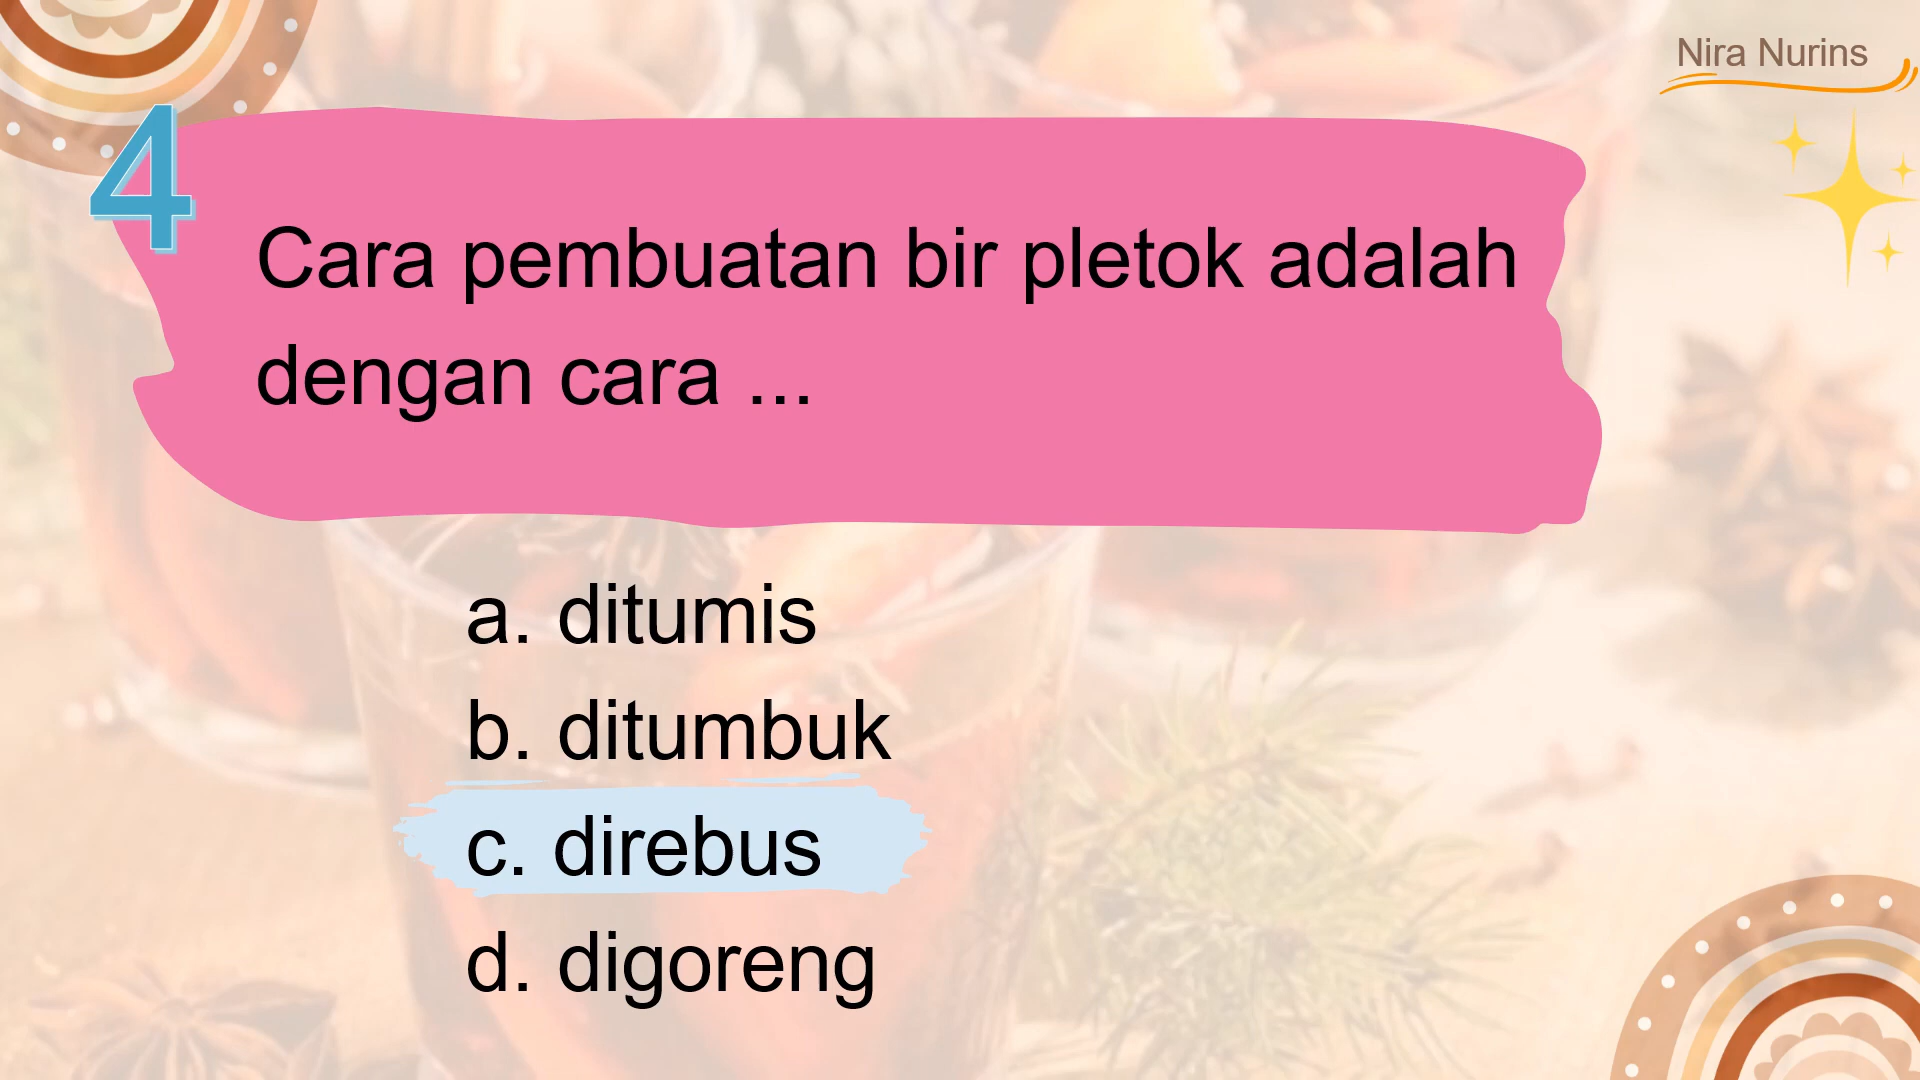 Nira Nurins
4
Cara pembuatan bir pletok adalah
dengan cara ...
a. ditumis
b. ditumbuk
c. direbus
d. digoreng